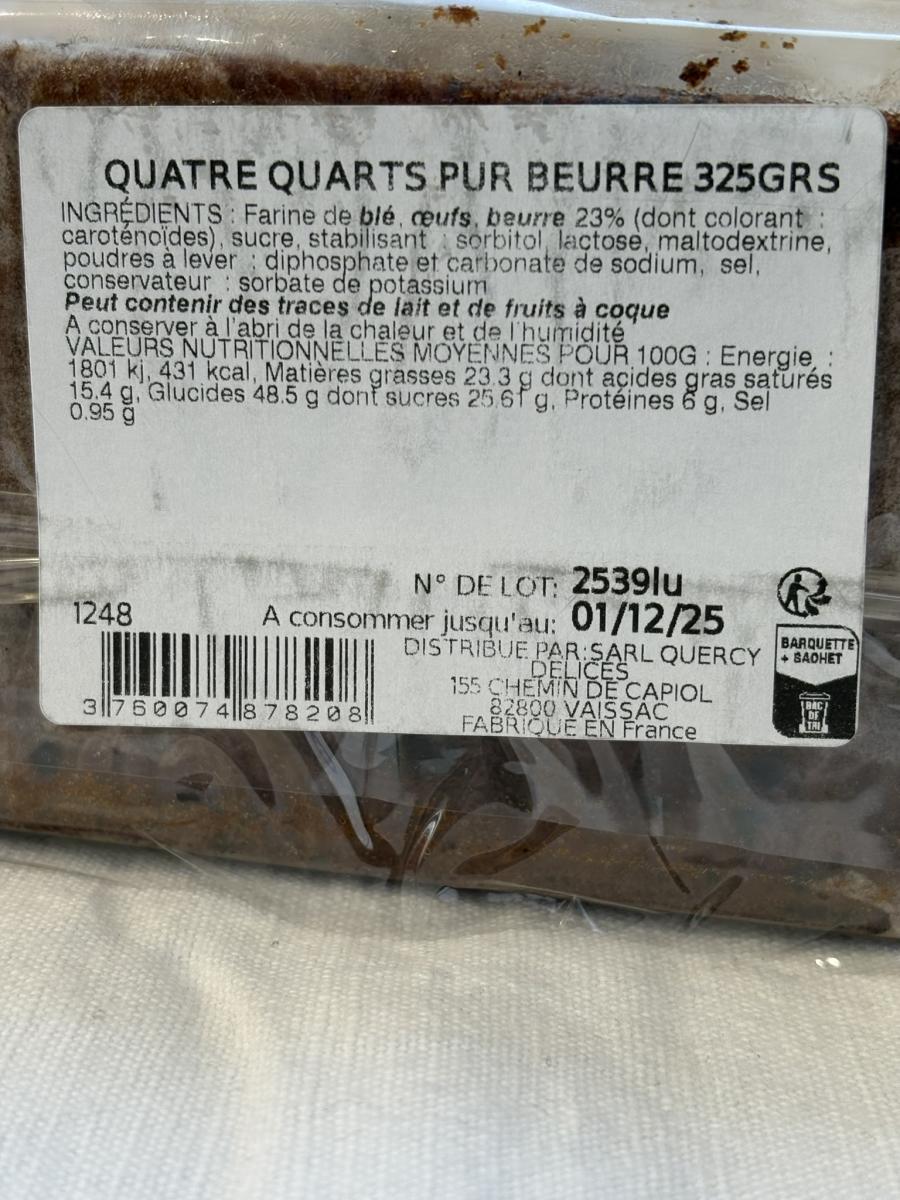 QUATRE QUARTS PUR BEURRE 325GRS
INGRÉDIENTS : Farine de blé, œufs, beurre 23% (dont colorant :
caroténoïdes), sucre, stabilisant : sorbitol, lactose, maltodextrine,
poudres à lever : diphosphate et carbonate de sodium, sel,
conservateur : sorbate de potassium
Peut contenir des traces de lait et de fruits à coque
A conserver à l'abri de la chaleur et de l'humidité
VALEURS NUTRITIONNELLES MOYENNES POUR 100G : Energie :
1801 kj, 431 kcal, Matières grasses 23.3 g dont acides gras saturés
15.4 g, Glucides 48.5 g dont sucres 25.61 g, Protéines 6 g, Sel
0.95 g
N° DE LOT: 2539lu
1248
A consommer jusqu'au: 01/12/25
DISTRIBUE PAR:SARL QUERCY
DELICES
155 CHEMIN DE CAPIOL
82800 VAISSAC
FABRIQUE EN France
3 760074 878208
BARQUETTE
+ SACHET
BAC
DE
TRI